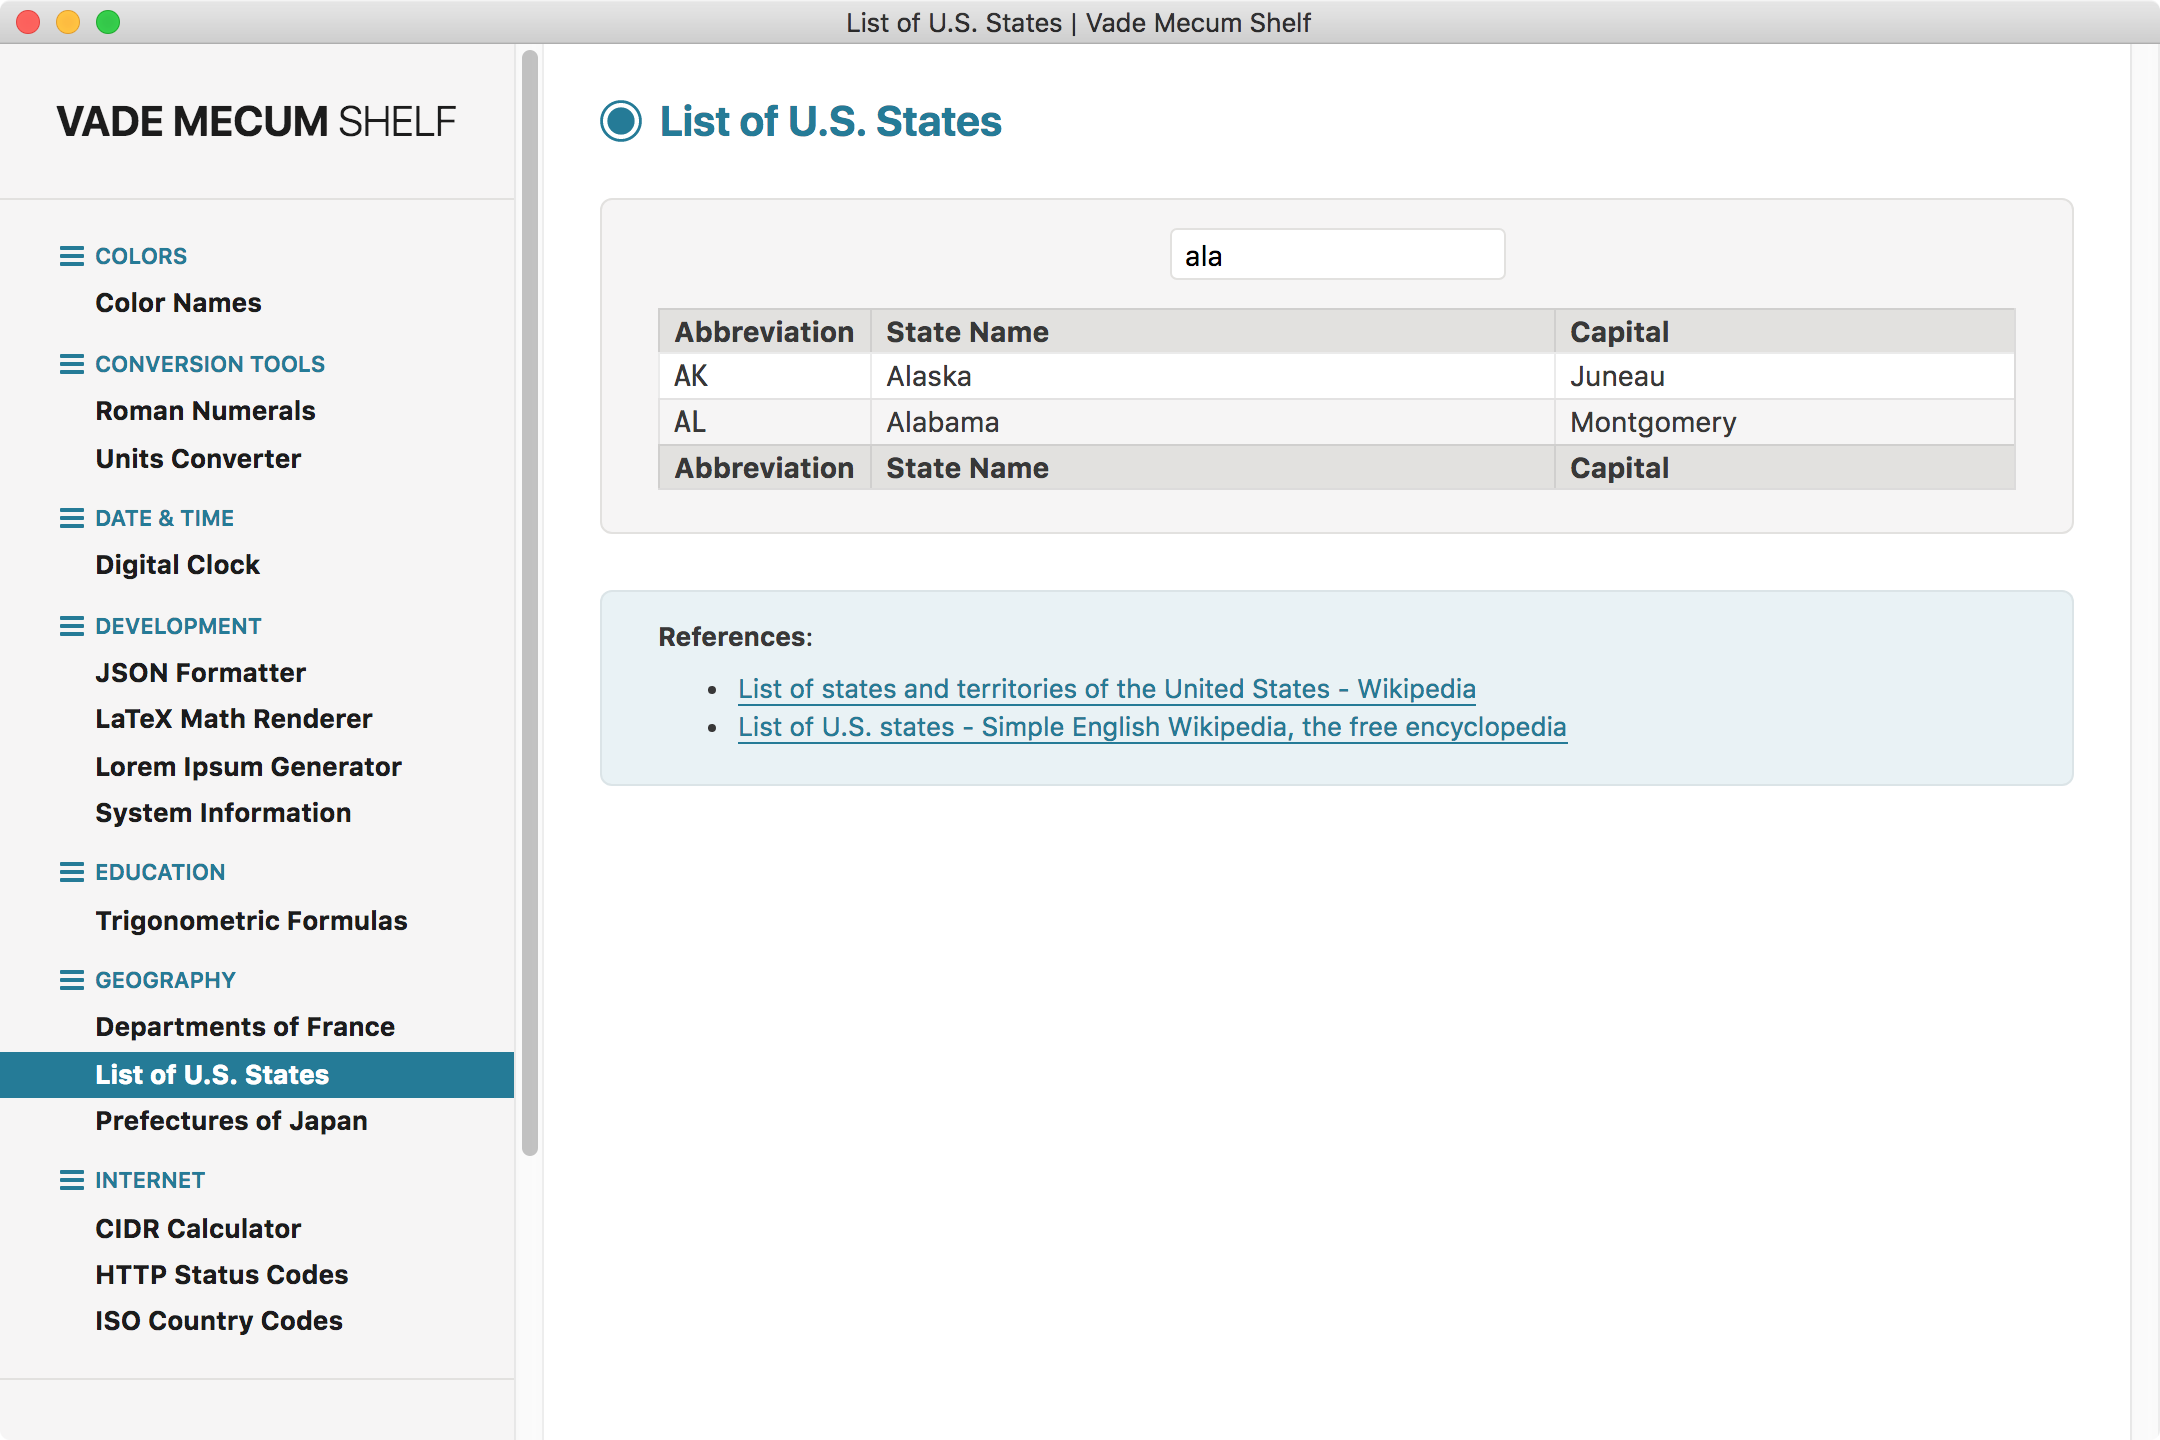 List of U.S. States | Vade Mecum Shelf
VADE MECUM SHELF
COLORS
Color Names
CONVERSION TOOLS
Roman Numerals
Units Converter
DATE & TIME
Digital Clock
DEVELOPMENT
JSON Formatter
LaTeX Math Renderer
Lorem Ipsum Generator
System Information
EDUCATION
Trigonometric Formulas
GEOGRAPHY
Departments of France
List of U.S. States
Prefectures of Japan
INTERNET
CIDR Calculator
HTTP Status Codes
ISO Country Codes
List of U.S. States
ala
Abbreviation State Name Capital
AK Alaska Juneau
AL Alabama Montgomery
Abbreviation State Name Capital
References:
• List of states and territories of the United States - Wikipedia
• List of U.S. states - Simple English Wikipedia, the free encyclopedia